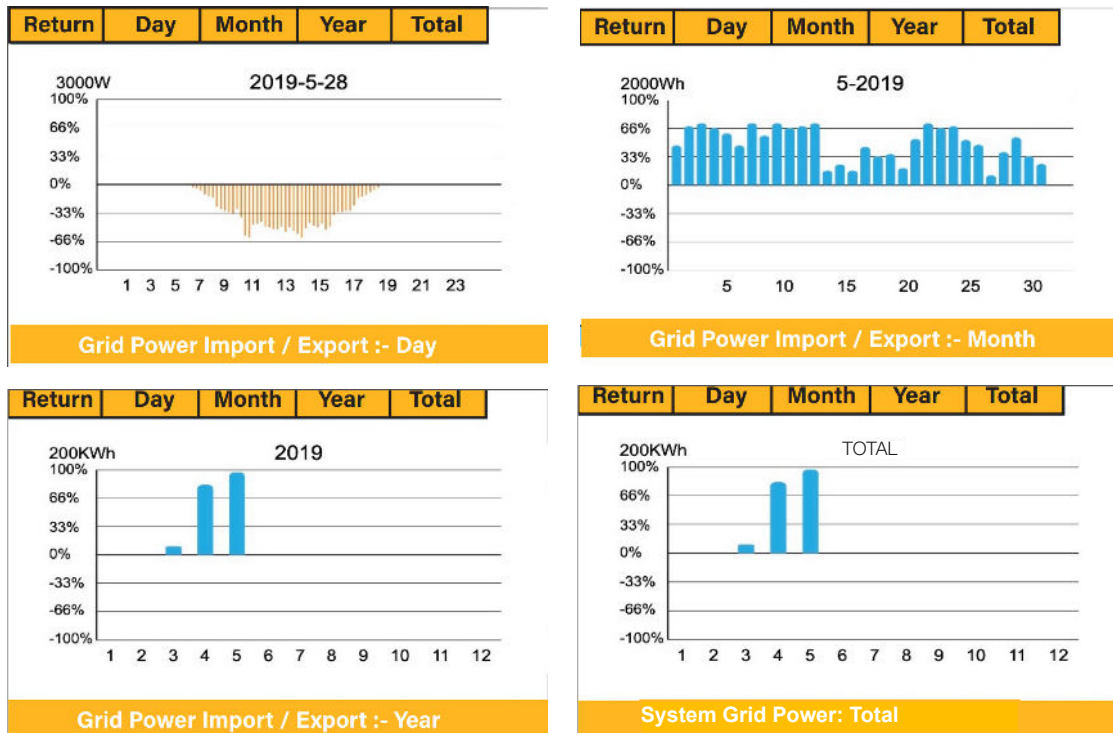 Return Day Month Year Total
3000W 2019-5-28
100%
66%
33%
0%
-33%
-66%
-100%
1 3 5 7 9 11 13 15 17 19 21 23
Grid Power Import / Export :- Day
Return Day Month Year Total
2000Wh 5-2019
100%
66%
33%
0%
-33%
-66%
-100%
5 10 15 20 25 30
Grid Power Import / Export :- Month
Return Day Month Year Total
200KWh 2019
100%
66%
33%
0%
-33%
-66%
-100%
1 2 3 4 5 6 7 8 9 10 11 12
Grid Power Import / Export :- Year
Return Day Month Year Total
200KWh TOTAL
100%
66%
33%
0%
-33%
-66%
-100%
1 2 3 4 5 6 7 8 9 10 11 12
System Grid Power: Total